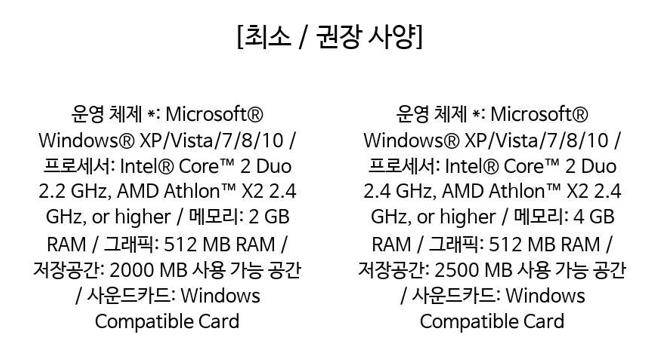 [최소 / 권장 사양]
운영 체제 *: Microsoft®
Windows® XP/Vista/7/8/10 /
프로세서: Intel® Core™ 2 Duo
2.2 GHz, AMD Athlon™ X2 2.4
GHz, or higher / 메모리: 2 GB
RAM / 그래픽: 512 MB RAM /
저장공간: 2000 MB 사용 가능 공간
/ 사운드카드: Windows
Compatible Card
운영 체제 *: Microsoft®
Windows® XP/Vista/7/8/10 /
프로세서: Intel® Core™ 2 Duo
2.4 GHz, AMD Athlon™ X2 2.4
GHz, or higher / 메모리: 4 GB
RAM / 그래픽: 512 MB RAM /
저장공간: 2500 MB 사용 가능 공간
/ 사운드카드: Windows
Compatible Card